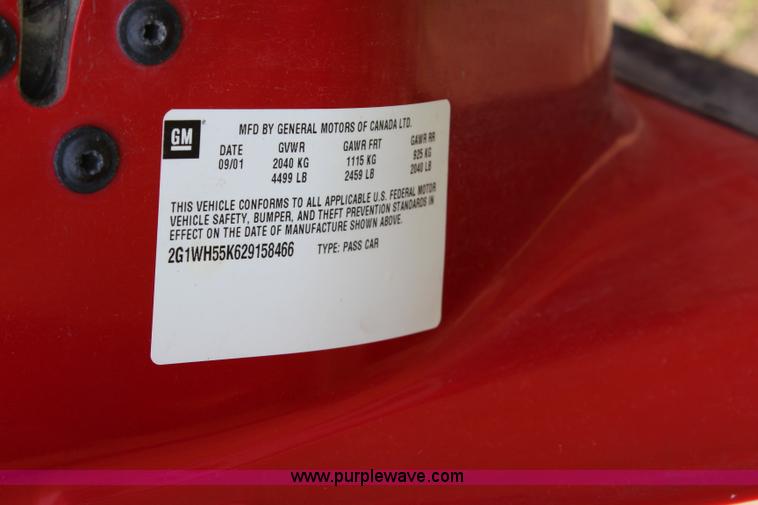 GM
MFD BY GENERAL MOTORS OF CANADA LTD.
DATE GVWR GAWR FRT GAWR RR
09/01 2040 KG 1115 KG 925 KG
4499 LB 2459 LB 2040 LB
THIS VEHICLE CONFORMS TO ALL APPLICABLE U.S. FEDERAL MOTOR
VEHICLE SAFETY, BUMPER, AND THEFT PREVENTION STANDARDS IN
EFFECT ON THE DATE OF MANUFACTURE SHOWN ABOVE.
2G1WH55K629158466 TYPE: PASS CAR
www.purplewave.com